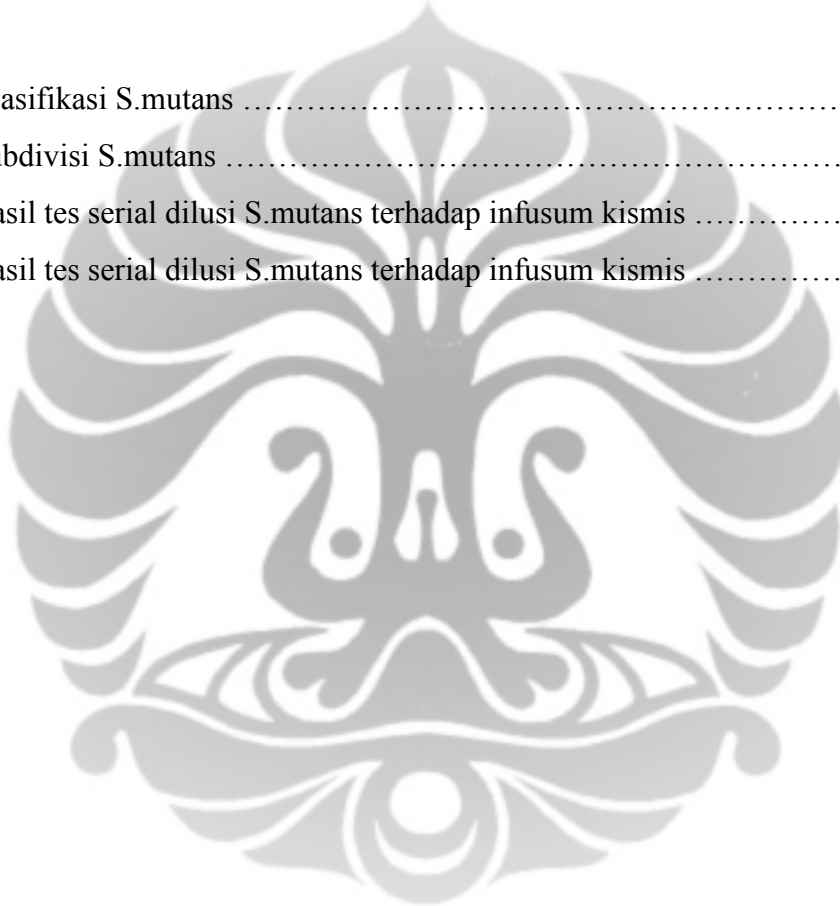 asifikasi S.mutans ……………………………………………………
ubdivisi S.mutans ………………………………………………………
asil tes serial dilusi S.mutans terhadap infusum kismis ……………
asil tes serial dilusi S.mutans terhadap infusum kismis ……………